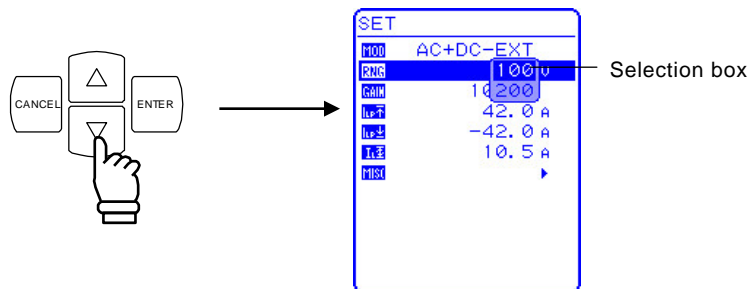 CANCEL
ENTER
SET
MOD AC+DC-EXT
RNG 100 V
GAIN 10 200
42.0 A
-42.0 A
10.5 A
MISC
Selection box